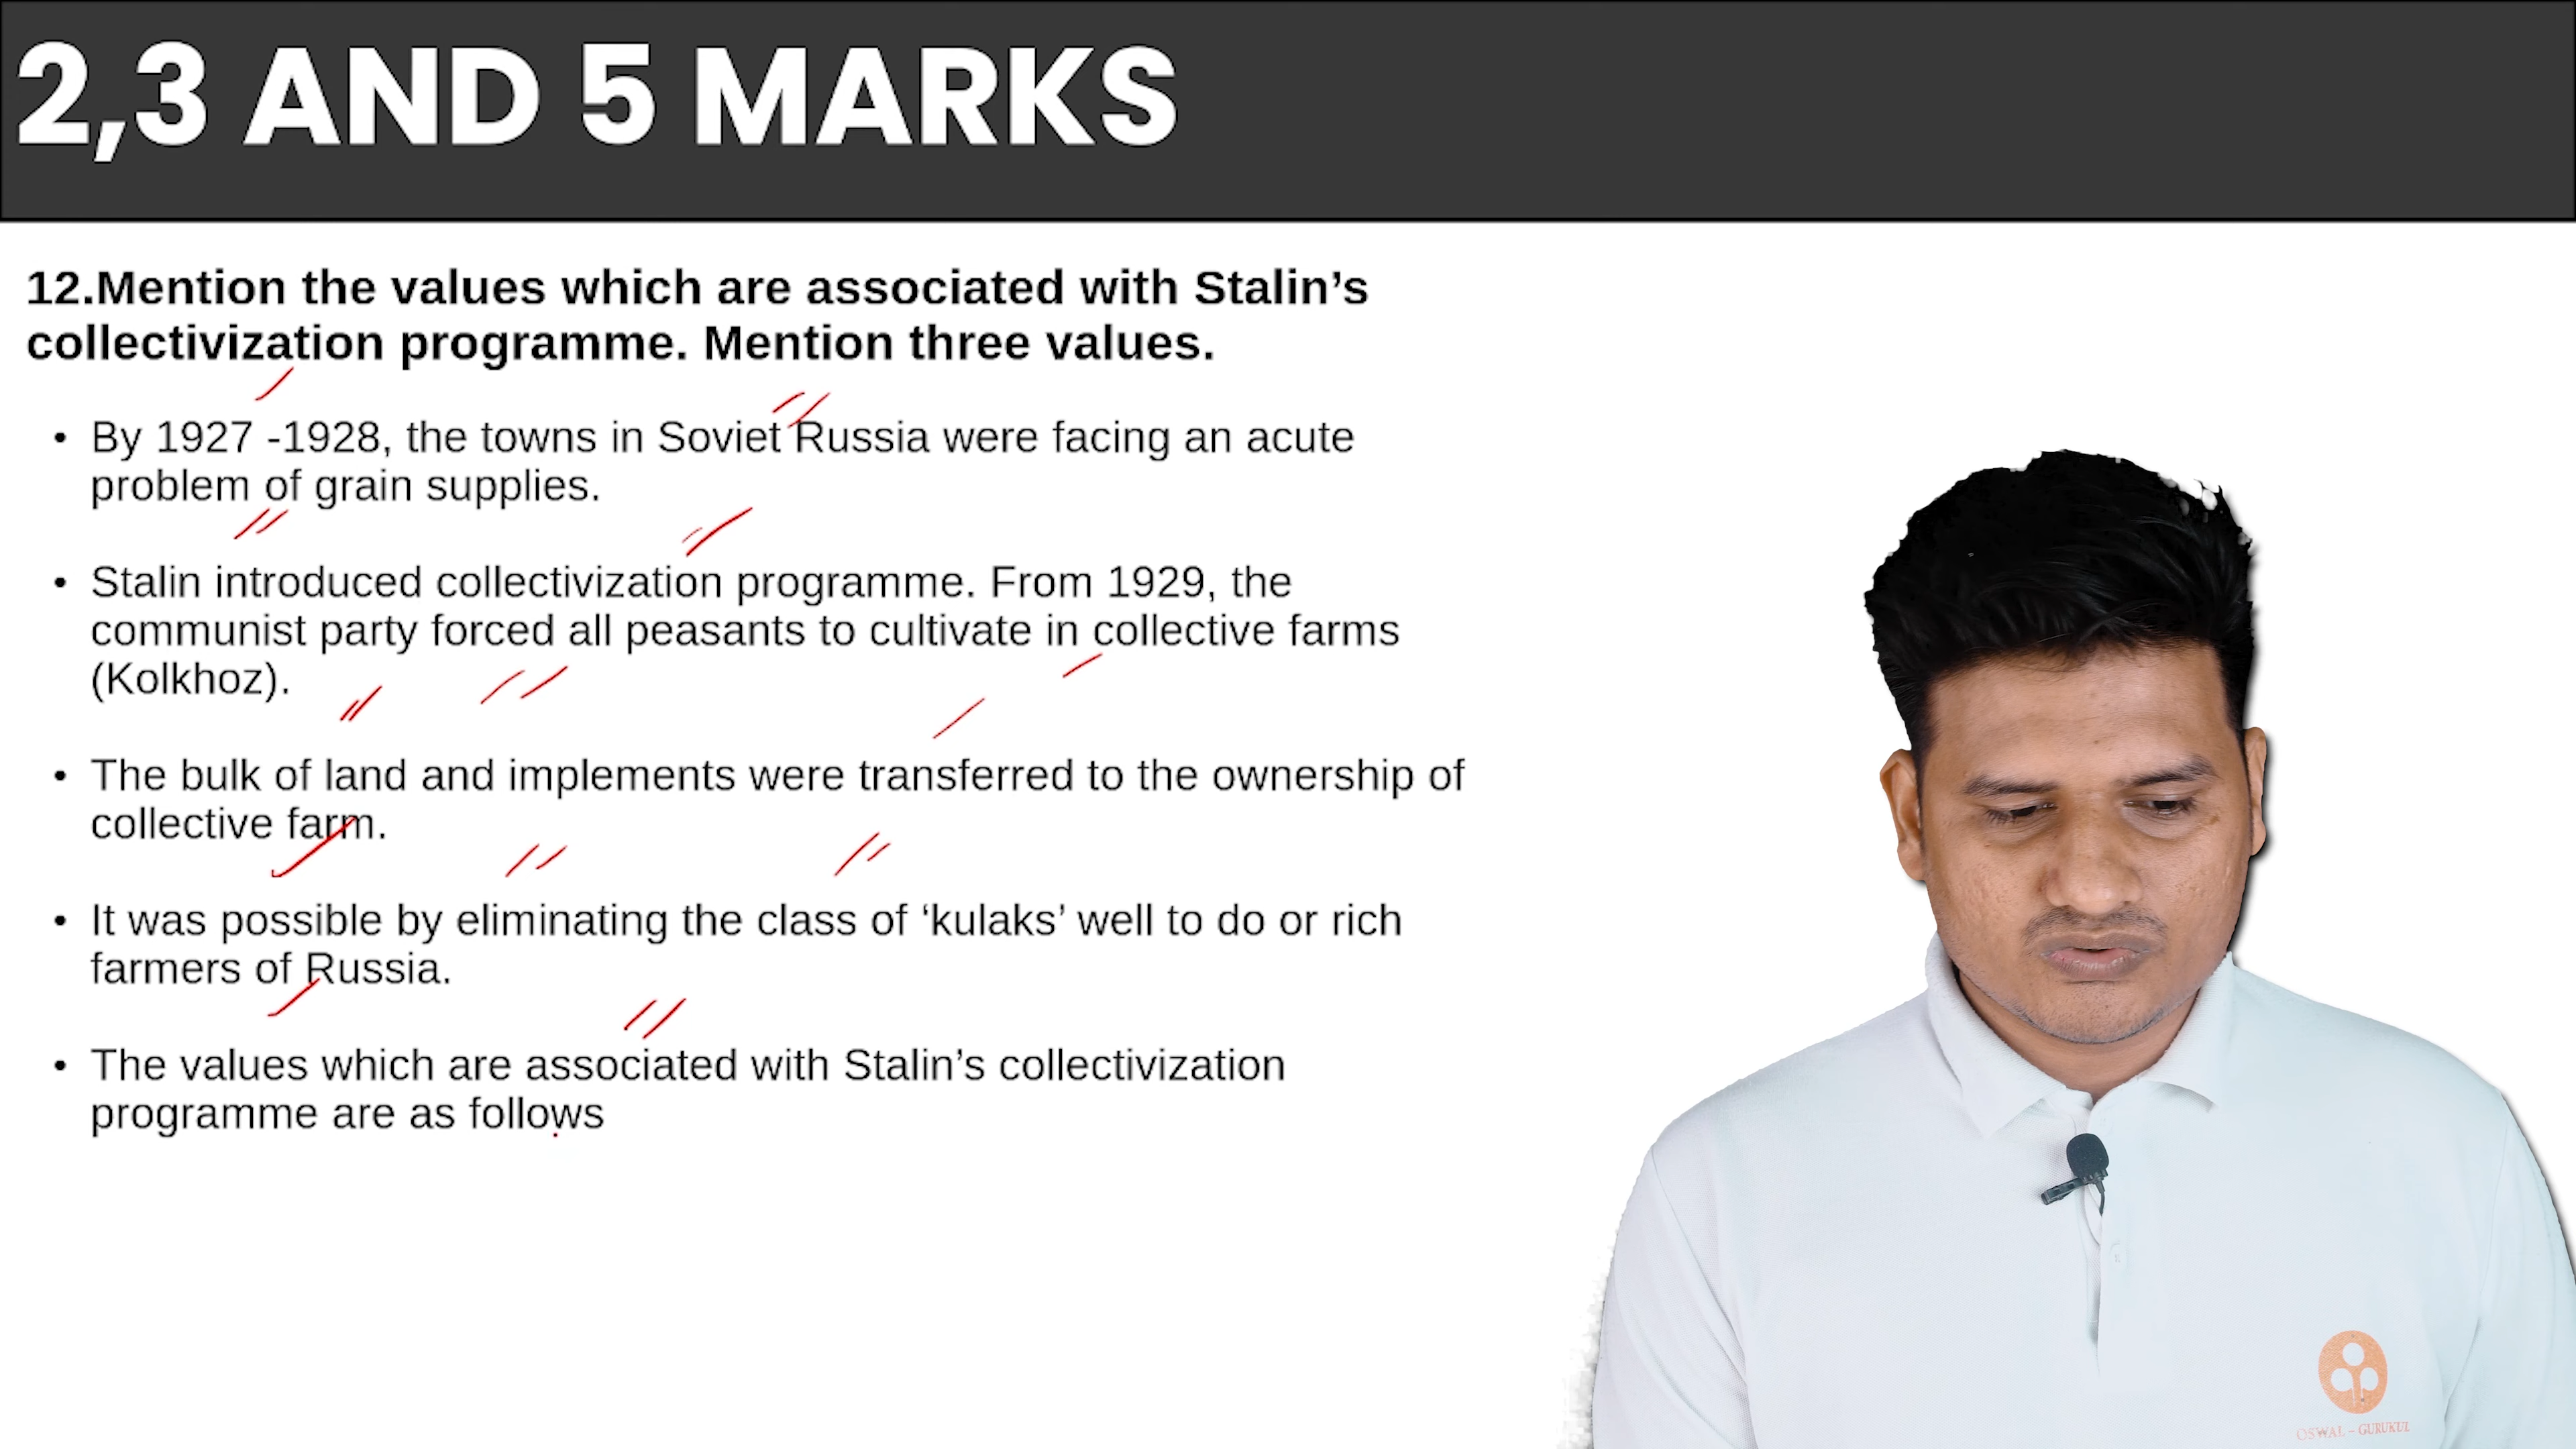 2,3 AND 5 MARKS
12.Mention the values which are associated with Stalin’s
collectivization programme. Mention three values.
• By 1927 -1928, the towns in Soviet Russia were facing an acute
problem of grain supplies.
• Stalin introduced collectivization programme. From 1929, the
communist party forced all peasants to cultivate in collective farms
(Kolkhoz).
• The bulk of land and implements were transferred to the ownership of
collective farm.
• It was possible by eliminating the class of ‘kulaks’ well to do or rich
farmers of Russia.
• The values which are associated with Stalin’s collectivization
programme are as follows
OSWAL - GURUKUL